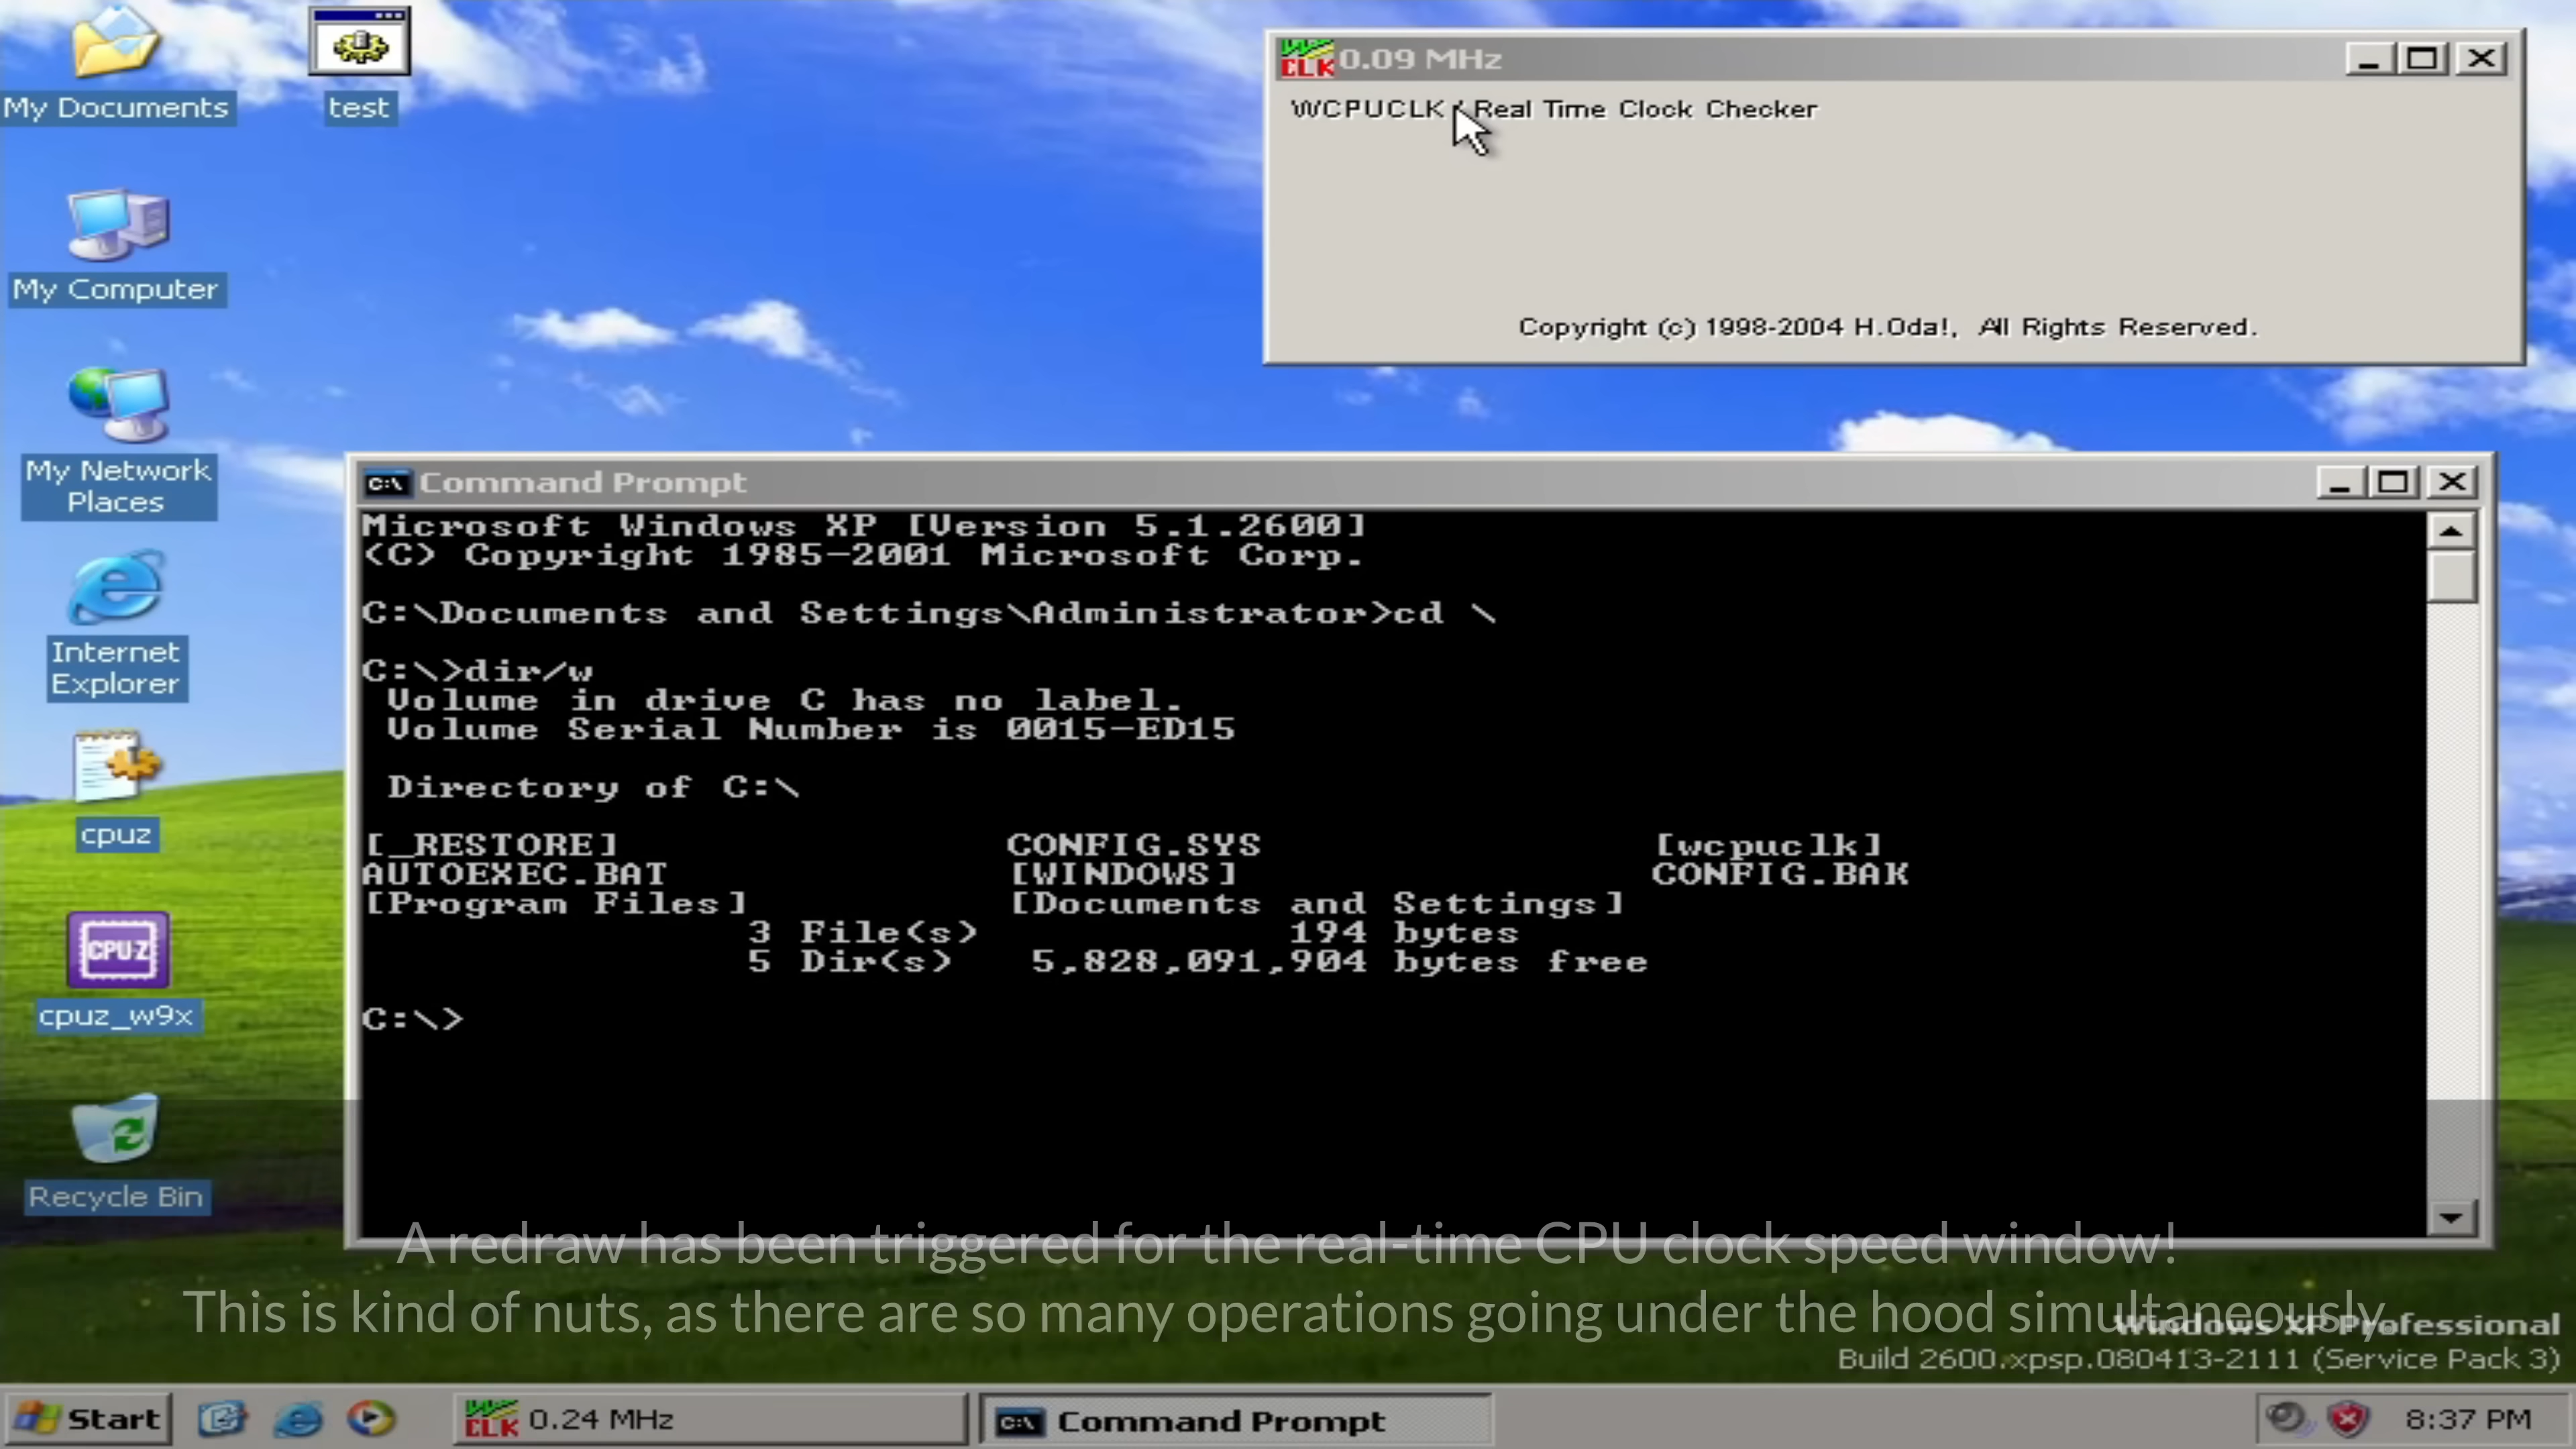 My Documents
test
My Computer
My Network
Places
Internet
Explorer
cpuz
CPU-Z
cpuz_w9x
Recycle Bin
CLK 0.09 MHz
WCPUCLK / Real Time Clock Checker
Copyright (c) 1998-2004 H.Oda!, All Rights Reserved.
C:\ Command Prompt
Microsoft Windows XP [Version 5.1.2600]
(C) Copyright 1985-2001 Microsoft Corp.
C:\Documents and Settings\Administrator>cd \
C:\>dir/w
Volume in drive C has no label.
Volume Serial Number is 0015-ED15
Directory of C:\
[_RESTORE] CONFIG.SYS [wcpuclk]
AUTOEXEC.BAT [WINDOWS] CONFIG.BAK
[Program Files] [Documents and Settings]
3 File(s) 194 bytes
5 Dir(s) 5,828,091,904 bytes free
C:\>
A redraw has been triggered for the real-time CPU clock speed window!
This is kind of nuts, as there are so many operations going under the hood simultaneously.
Windows XP Professional
Build 2600.xpsp.080413-2111 (Service Pack 3)
Start
CLK 0.24 MHz
C:\ Command Prompt
8:37 PM